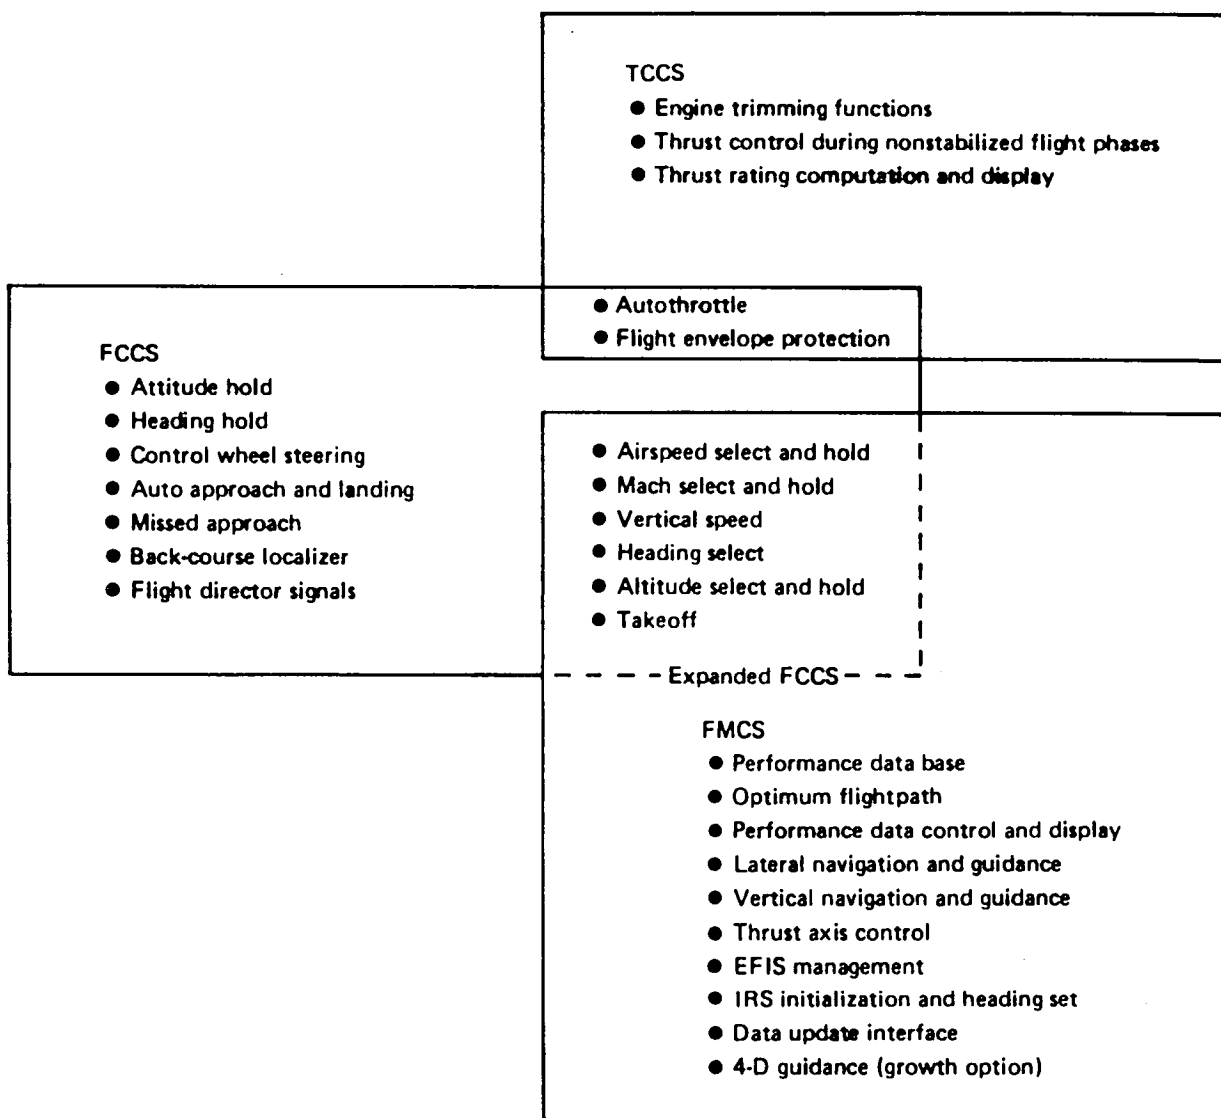 TCCS
● Engine trimming functions
● Thrust control during nonstabilized flight phases
● Thrust rating computation and display
● Autothrottle
● Flight envelope protection
FCCS
● Attitude hold
● Heading hold
● Control wheel steering
● Auto approach and landing
● Missed approach
● Back-course localizer
● Flight director signals
● Airspeed select and hold
● Mach select and hold
● Vertical speed
● Heading select
● Altitude select and hold
● Takeoff
Expanded FCCS
FMCS
● Performance data base
● Optimum flightpath
● Performance data control and display
● Lateral navigation and guidance
● Vertical navigation and guidance
● Thrust axis control
● EFIS management
● IRS initialization and heading set
● Data update interface
● 4-D guidance (growth option)